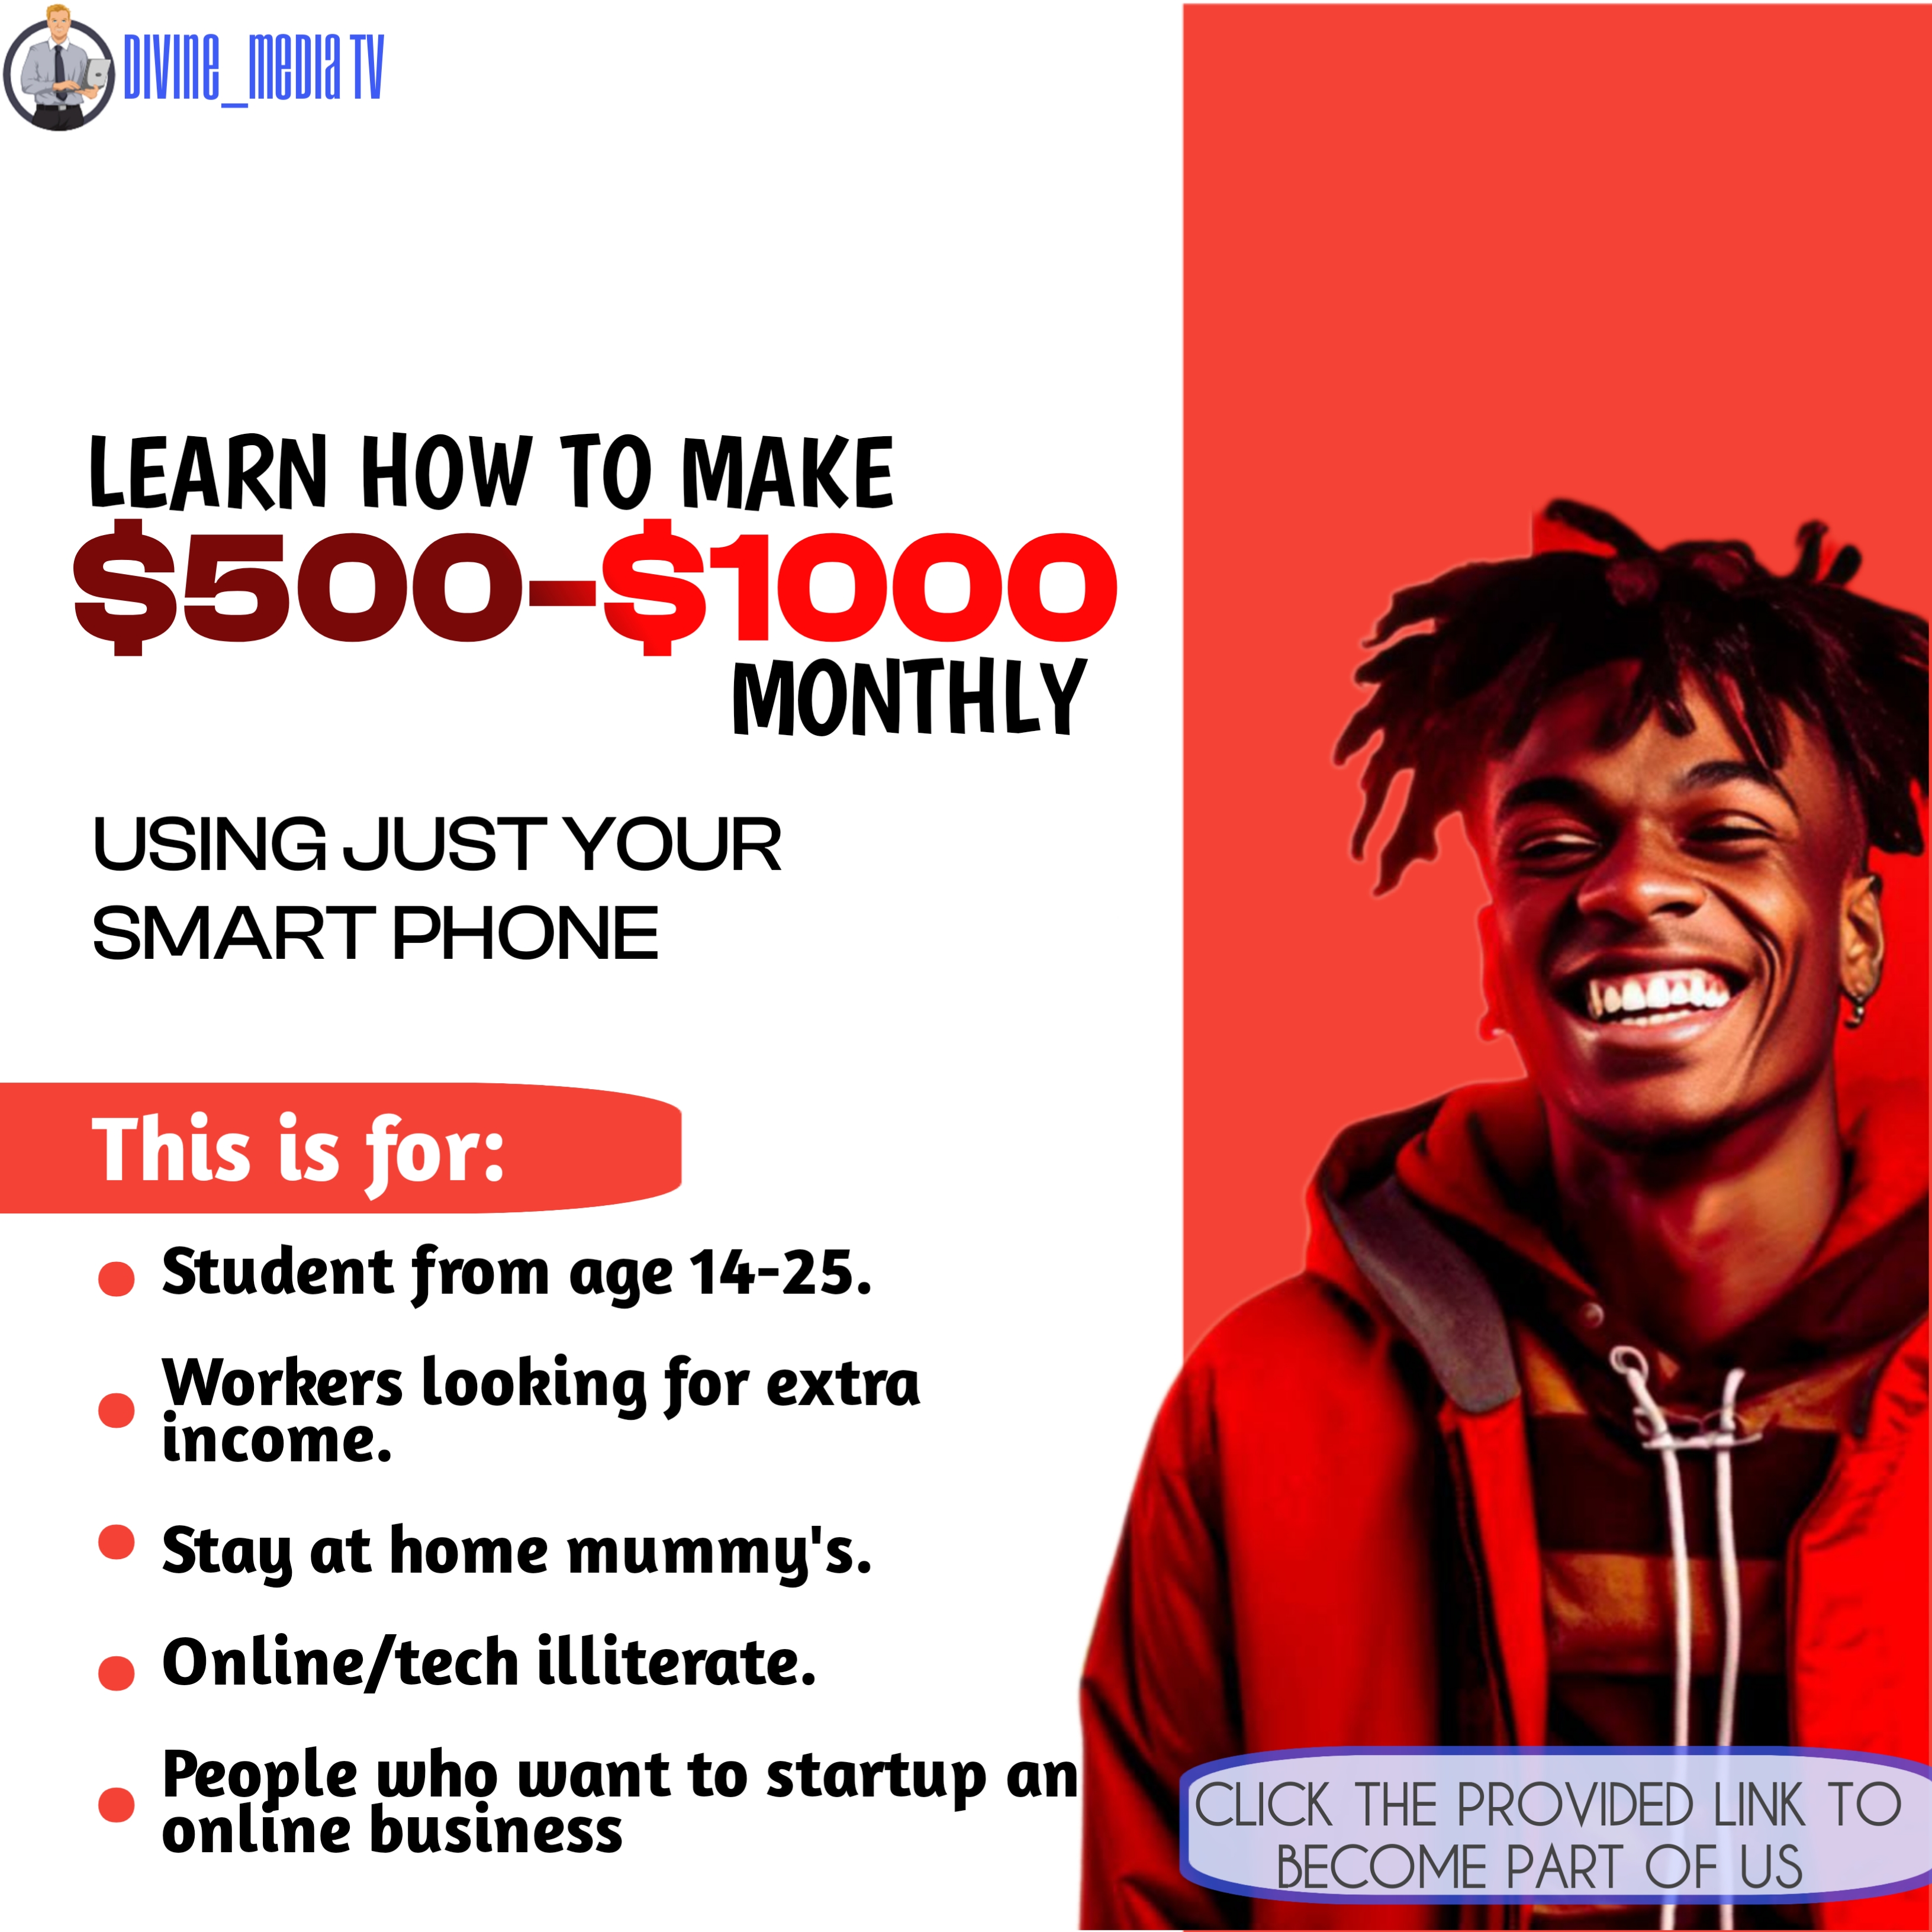 DIVINE_MEDIA TV
LEARN HOW TO MAKE
$500-$1000
MONTHLY
USING JUST YOUR
SMART PHONE
This is for:
Student from age 14-25.
Workers looking for extra
income.
Stay at home mummy's.
Online/tech illiterate.
People who want to startup an
online business
CLICK THE PROVIDED LINK TO
BECOME PART OF US